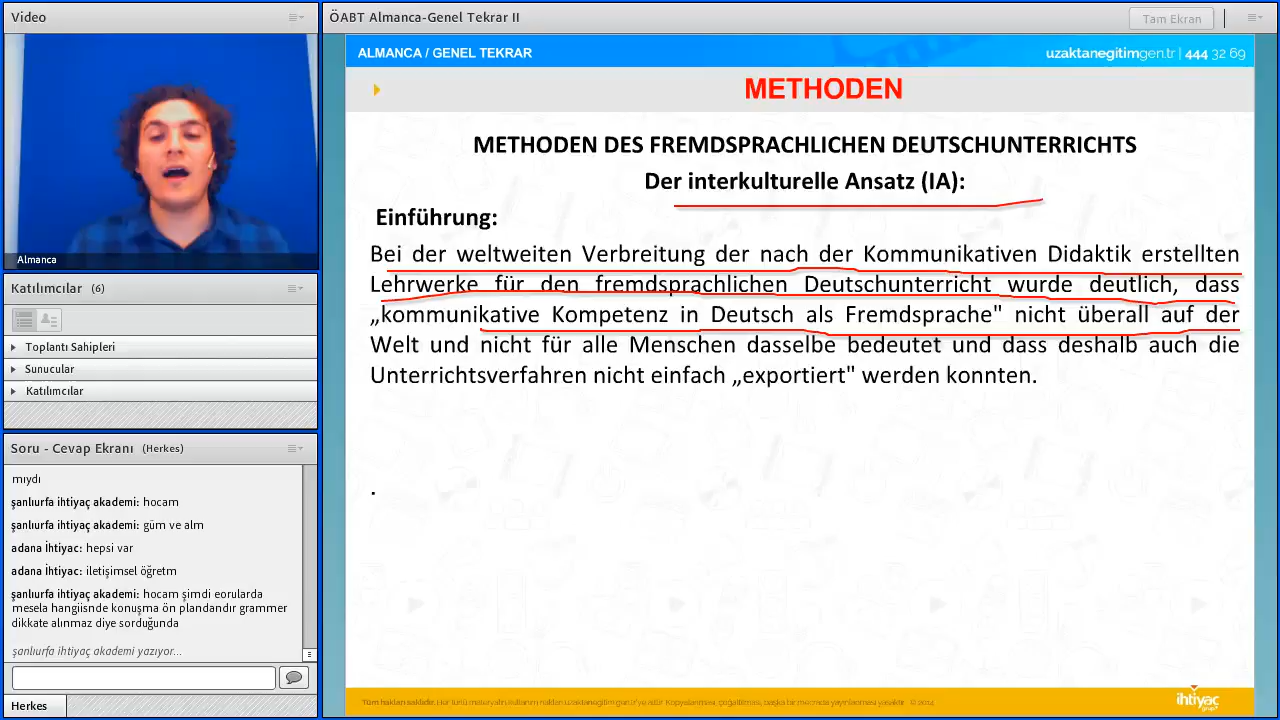 Video
Almanca
Katılımcılar (6)
Toplantı Sahipleri
Sunucular
Katılımcılar
Soru - Cevap Ekranı (Herkes)
mıydı
şanlıurfa ihtiyaç akademi: hocam
şanlıurfa ihtiyaç akademi: güm ve alm
adana ihtiyac: hepsi var
adana ihtiyac: iletişimsel öğretm
şanlıurfa ihtiyaç akademi: hocam şimdi eorularda
mesela hangiisnde konuşma ön plandandır grammer
dikkate alınmaz diye sorduğunda
şanlıurfa ihtiyaç akademi yazıyor...
Herkes
ÖABT Almanca-Genel Tekrar II
Tam Ekran
ALMANCA / GENEL TEKRAR
uzaktanegitimgen.tr | 444 32 69
METHODEN
METHODEN DES FREMDSPRACHLICHEN DEUTSCHUNTERRICHTS
Der interkulturelle Ansatz (IA):
Einführung:
Bei der weltweiten Verbreitung der nach der Kommunikativen Didaktik erstellten
Lehrwerke für den fremdsprachlichen Deutschunterricht wurde deutlich, dass
„kommunikative Kompetenz in Deutsch als Fremdsprache" nicht überall auf der
Welt und nicht für alle Menschen dasselbe bedeutet und dass deshalb auch die
Unterrichtsverfahren nicht einfach „exportiert" werden konnten.
.
Tüm hakları saklıdır.
ihtiyaç